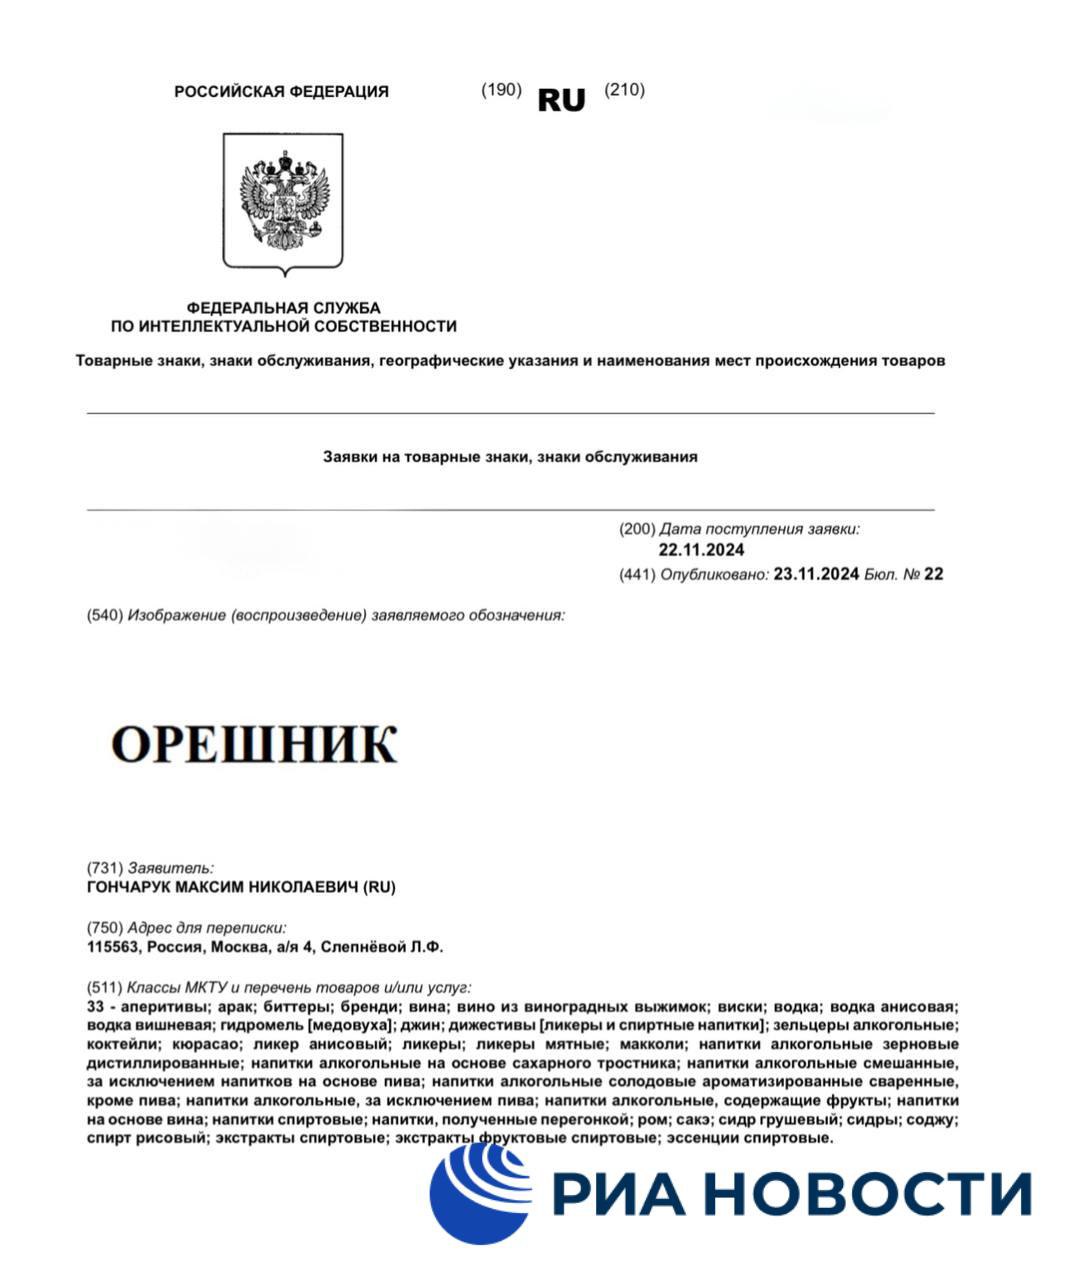 РОССИЙСКАЯ ФЕДЕРАЦИЯ
(190) RU (210)
ФЕДЕРАЛЬНАЯ СЛУЖБА
ПО ИНТЕЛЛЕКТУАЛЬНОЙ СОБСТВЕННОСТИ
Товарные знаки, знаки обслуживания, географические указания и наименования мест происхождения товаров
Заявки на товарные знаки, знаки обслуживания
(200) Дата поступления заявки:
22.11.2024
(441) Опубликовано: 23.11.2024 Бюл. № 22
(540) Изображение (воспроизведение) заявляемого обозначения:
ОРЕШНИК
(731) Заявитель:
ГОНЧАРУК МАКСИМ НИКОЛАЕВИЧ (RU)
(750) Адрес для переписки:
115563, Россия, Москва, а/я 4, Слепнёвой Л.Ф.
(511) Классы МКТУ и перечень товаров и/или услуг:
33 - аперитивы; арак; биттеры; бренди; вина; вино из виноградных выжимок; виски; водка; водка анисовая;
водка вишневая; гидромель [медовуха]; джин; дижестивы [ликеры и спиртные напитки]; зельцеры алкогольные;
коктейли; кюрасао; ликер анисовый; ликеры; ликеры мятные; макколи; напитки алкогольные зерновые
дистиллированные; напитки алкогольные на основе сахарного тростника; напитки алкогольные смешанные,
за исключением напитков на основе пива; напитки алкогольные солодовые ароматизированные сваренные,
кроме пива; напитки алкогольные, за исключением пива; напитки алкогольные, содержащие фрукты; напитки
на основе вина; напитки спиртовые; напитки, полученные перегонкой; ром; сакэ; сидр грушевый; сидры; соджу;
спирт рисовый; экстракты спиртовые; экстракты фруктовые спиртовые; эссенции спиртовые.
РИА НОВОСТИ